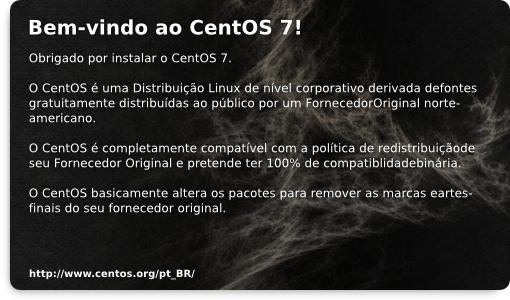 Bem-vindo ao CentOS 7!
Obrigado por instalar o CentOS 7.
O CentOS é uma Distribuição Linux de nível corporativo derivada defontes
gratuitamente distribuídas ao público por um FornecedorOriginal norte-
americano.
O CentOS é completamente compatível com a política de redistribuiçãode
seu Fornecedor Original e pretende ter 100% de compatiblidadebinária.
O CentOS basicamente altera os pacotes para remover as marcas eartes-
finais do seu fornecedor original.
http://www.centos.org/pt_BR/